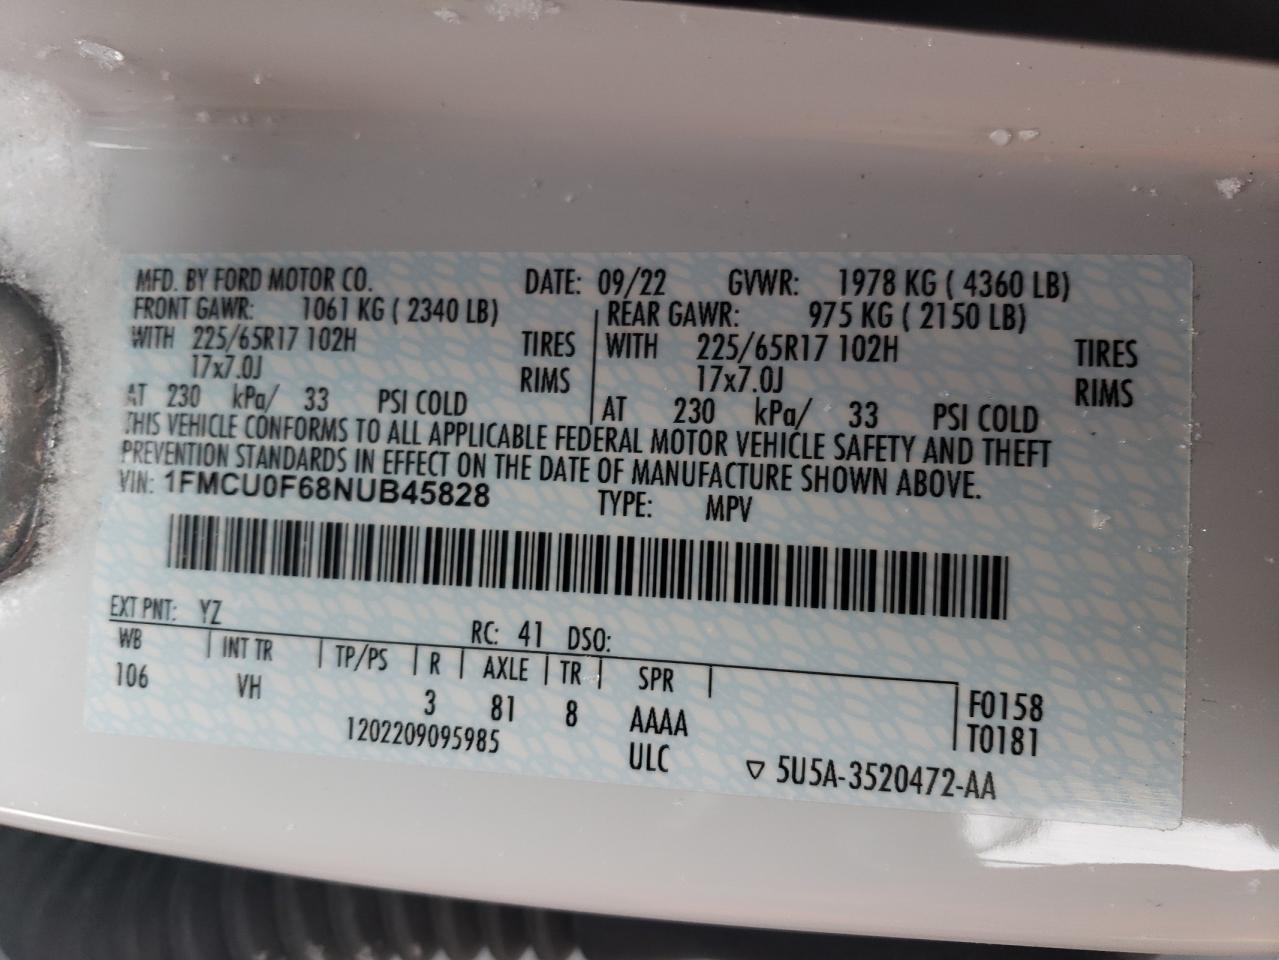 MFD. BY FORD MOTOR CO. DATE: 09/22 GVWR: 1978 KG ( 4360 LB)
FRONT GAWR: 1061 KG ( 2340 LB) REAR GAWR: 975 KG ( 2150 LB)
WITH 225/65R17 102H TIRES WITH 225/65R17 102H TIRES
17x7.0J RIMS 17x7.0J RIMS
AT 230 kPa/ 33 PSI COLD AT 230 kPa/ 33 PSI COLD
THIS VEHICLE CONFORMS TO ALL APPLICABLE FEDERAL MOTOR VEHICLE SAFETY AND THEFT
PREVENTION STANDARDS IN EFFECT ON THE DATE OF MANUFACTURE SHOWN ABOVE.
VIN: 1FMCU0F68NUB45828 TYPE: MPV
EXT PNT: YZ RC: 41 DSO:
WB INT TR TP/PS R AXLE TR SPR
106 VH 3 81 8 AAAA F0158
1202209095985 ULC T0181
▽ 5U5A-3520472-AA